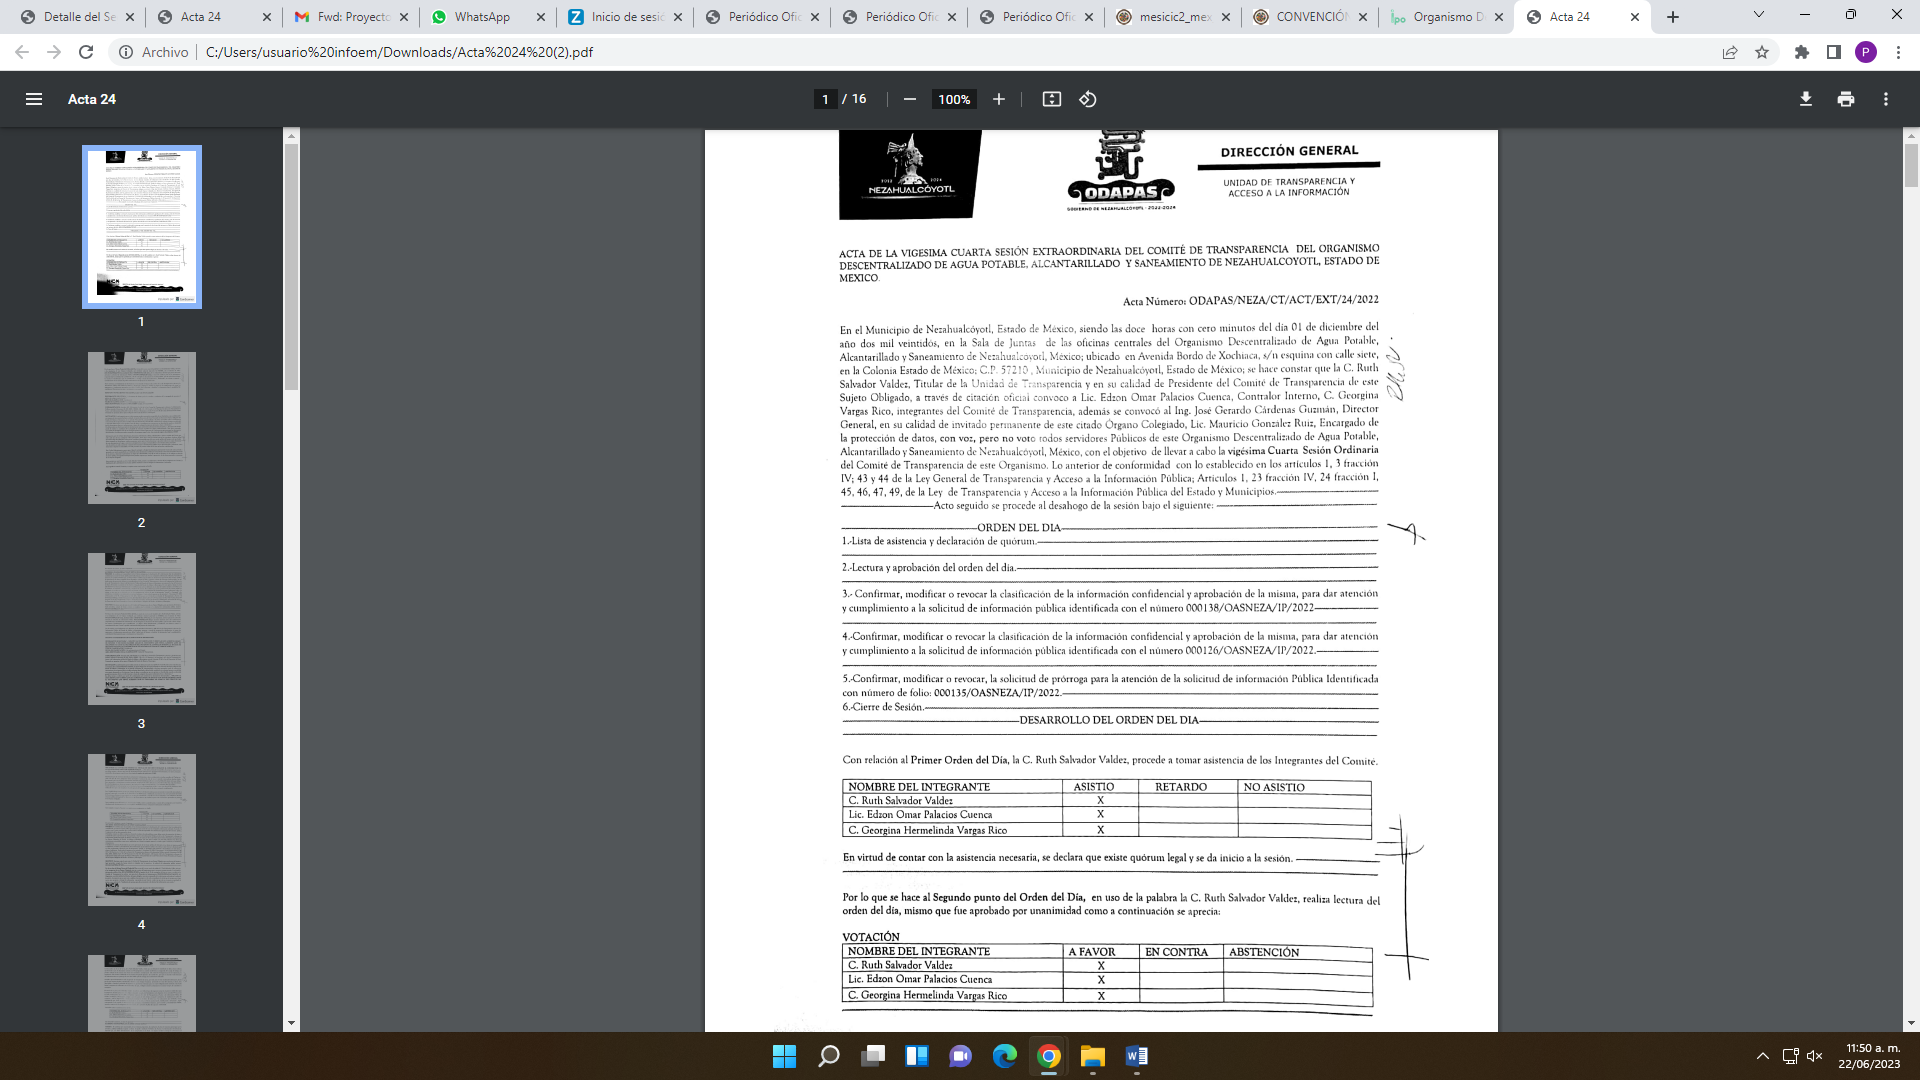 Detalle del Se
Acta 24
Fwd: Proyecto
WhatsApp
Inicio de sesió
Periódico Ofic
Periódico Ofic
Periódico Ofic
mesicic2_mex
CONVENCIÓN
Organismo D
Acta 24
Archivo
C:/Users/usuario%20infoem/Downloads/Acta%2024%20(2).pdf
P
Acta 24
1 / 16
100%
1
2
3
4
2022 2024
NEZAHUALCÓYOTL
ODAPAS
GOBIERNO DE NEZAHUALCÓYOTL - 2022-2024
DIRECCIÓN GENERAL
UNIDAD DE TRANSPARENCIA Y
ACCESO A LA INFORMACIÓN
ACTA DE LA VIGESIMA CUARTA SESIÓN EXTRAORDINARIA DEL COMITÉ DE TRANSPARENCIA DEL ORGANISMO
DESCENTRALIZADO DE AGUA POTABLE, ALCANTARILLADO Y SANEAMIENTO DE NEZAHUALCOYOTL, ESTADO DE
MEXICO.
Acta Número: ODAPAS/NEZA/CT/ACT/EXT/24/2022
En el Municipio de Nezahualcóyotl, Estado de México, siendo las doce horas con cero minutos del día 01 de diciembre del
año dos mil veintidós, en la Sala de Juntas de las oficinas centrales del Organismo Descentralizado de Agua Potable,
Alcantarillado y Saneamiento de Nezahualcoyotl, México; ubicado en Avenida Bordo de Xochiaca, s/n esquina con calle siete,
en la Colonia Estado de México; C.P. 57210 , Municipio de Nezahualcóyotl, Estado de México; se hace constar que la C. Ruth
Salvador Valdez, Titular de la Unidad de Transparencia y en su calidad de Presidente del Comité de Transparencia de este
Sujeto Obligado, a través de citación oficial convoco a Lic. Edzon Omar Palacios Cuenca, Contralor Interno, C. Georgina
Vargas Rico, integrantes del Comité de Transparencia, además se convocó al Ing. José Gerardo Cárdenas Guzmán, Director
General, en su calidad de invitado permanente de este citado Órgano Colegiado, Lic. Mauricio González Ruiz, Encargado de
la protección de datos, con voz, pero no voto todos servidores Públicos de este Organismo Descentralizado de Agua Potable,
Alcantarillado y Saneamiento de Nezahualcóyotl, México, con el objetivo de llevar a cabo la vigésima Cuarta Sesión Ordinaria
del Comité de Transparencia de este Organismo. Lo anterior de conformidad con lo establecido en los artículos 1, 3 fracción
IV; 43 y 44 de la Ley General de Transparencia y Acceso a la Información Pública; Artículos 1, 23 fracción IV, 24 fracción I,
45, 46, 47, 49, de la Ley de Transparencia y Acceso a la Información Pública del Estado y Municipios.
Acto seguido se procede al desahogo de la sesión bajo el siguiente:
ORDEN DEL DIA
1.-Lista de asistencia y declaración de quórum.
2.-Lectura y aprobación del orden del día.
3.- Confirmar, modificar o revocar la clasificación de la información confidencial y aprobación de la misma, para dar atención
y cumplimiento a la solicitud de información pública identificada con el número 000138/OASNEZA/IP/2022
4.-Confirmar, modificar o revocar la clasificación de la información confidencial y aprobación de la misma, para dar atención
y cumplimiento a la solicitud de información pública identificada con el número 000126/OASNEZA/IP/2022.
5.-Confirmar, modificar o revocar, la solicitud de prórroga para la atención de la solicitud de información Pública Identificada
con número de folio: 000135/OASNEZA/IP/2022.
6.-Cierre de Sesión.
DESARROLLO DEL ORDEN DEL DIA
Con relación al Primer Orden del Día, la C. Ruth Salvador Valdez, procede a tomar asistencia de los Integrantes del Comité.
NOMBRE DEL INTEGRANTE ASISTIO RETARDO NO ASISTIO
C. Ruth Salvador Valdez X
Lic. Edzon Omar Palacios Cuenca X
C. Georgina Hermelinda Vargas Rico X
En virtud de contar con la asistencia necesaria, se declara que existe quórum legal y se da inicio a la sesión.
Por lo que se hace al Segundo punto del Orden del Día, en uso de la palabra la C. Ruth Salvador Valdez, realiza lectura del
orden del día, mismo que fue aprobado por unanimidad como a continuación se aprecia:
VOTACIÓN
NOMBRE DEL INTEGRANTE A FAVOR EN CONTRA ABSTENCIÓN
C. Ruth Salvador Valdez X
Lic. Edzon Omar Palacios Cuenca X
C. Georgina Hermelinda Vargas Rico X
11:50 a. m.
22/06/2023